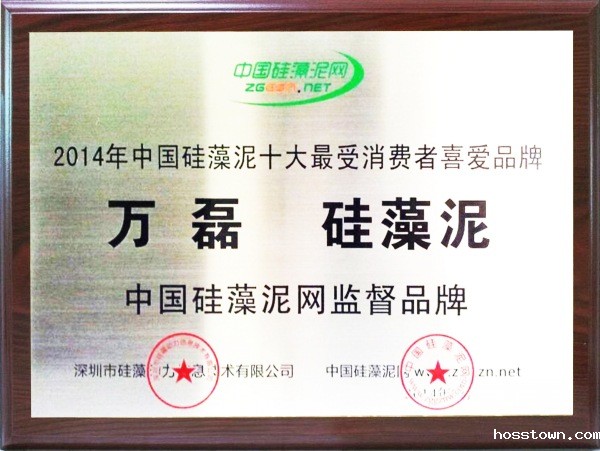 中国硅藻泥网
.NET
2014年中国硅藻泥十大最受消费者喜爱品牌
万磊 硅藻泥
中国硅藻泥网监督品牌
深圳市硅藻 术有限公司 中国硅藻泥 zn.net
hosstown.com